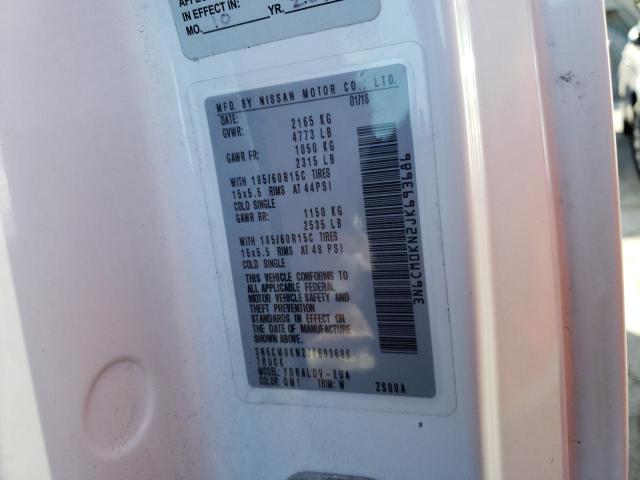 IN EFFECT IN:
MO. 10 YR.
MFD. BY NISSAN MOTOR CO., LTD.
DATE: 01/18
GVWR: 2165 KG
4773 LB
GAWR FR: 1050 KG
2315 LB
WITH 185/60R15C TIRES
15x5.5 RIMS AT 44PSI
COLD SINGLE
GAWR RR: 1150 KG
2535 LB
WITH 185/60R15C TIRES
15x5.5 RIMS AT 48 PSI
COLD SINGLE
THIS VEHICLE CONFORMS TO
ALL APPLICABLE FEDERAL
MOTOR VEHICLE SAFETY AND
THEFT PREVENTION
STANDARDS IN EFFECT ON
THE DATE OF MANUFACTURE
SHOWN ABOVE.
3N6CM0KN2JK693686
TRUCK
MODEL: YDRALDV-EUA
COLOR: QM1 TRIM: W ZS00A
3N6CM0KN2JK693686